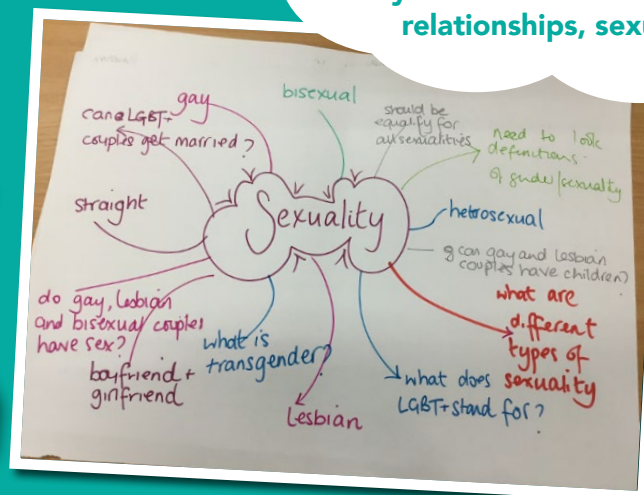 relationships, sexu
gay
can a LGBT+
couples get married?
bisexual
should be
equality for
all sexualities
need to look
definitions
of gender/sexuality
straight
Sexuality
hetrosexual
can gay and lesbian
couples have children?
what are
different
types of
sexuality
do gay, lesbian
and bisexual couples
have sex?
boyfriend +
girlfriend
what is
transgender?
lesbian
what does
LGBT+ stand for?